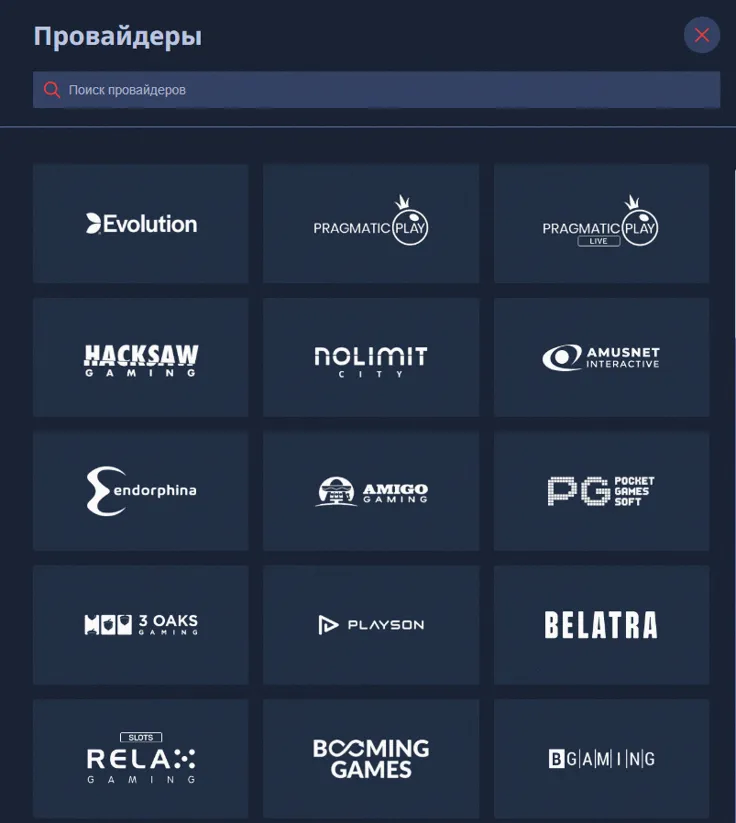 Провайдеры
Поиск провайдеров
Evolution
PRAGMATIC PLAY
PRAGMATIC PLAY
LIVE
HACKSAW
GAMING
NOLIMIT
CITY
AMUSNET
INTERACTIVE
endorphina
AMIGO
GAMING
PG
POCKET
GAMES
SOFT
3 OAKS
GAMING
PLAYSON
BELATRA
SLOTS
RELAX
GAMING
BOOMING
GAMES
BGAMING